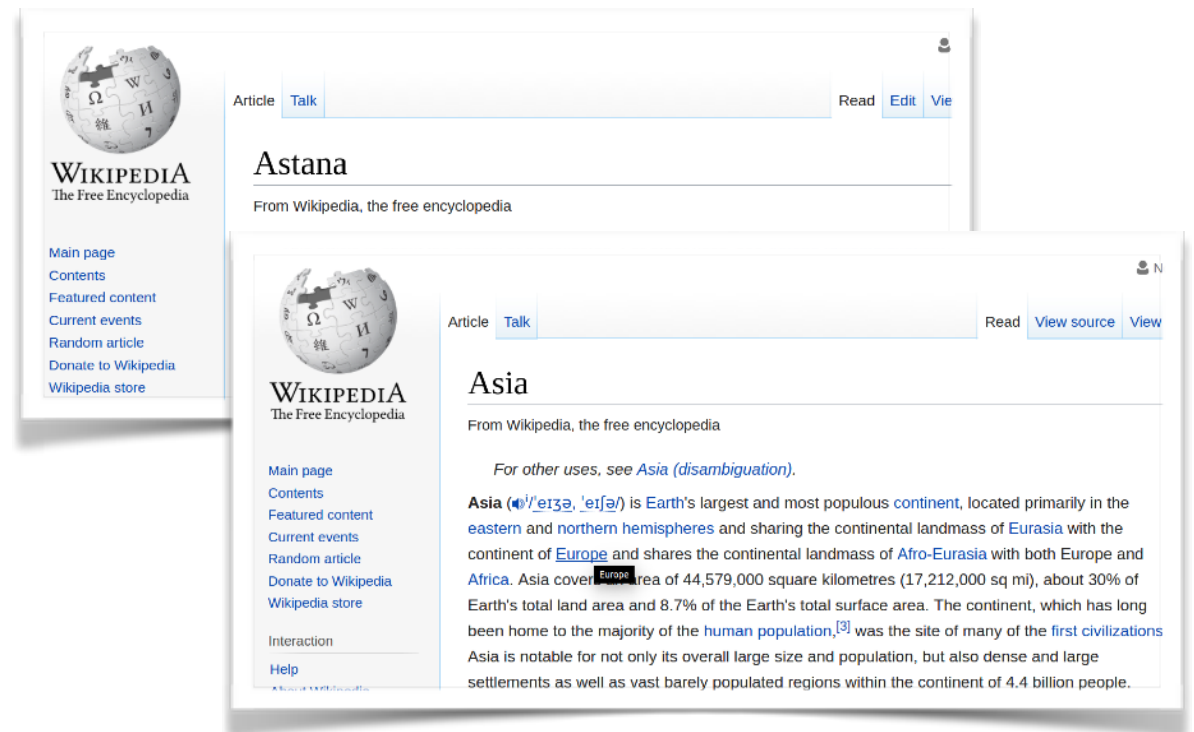 Article Talk
Read Edit Vie
WIKIPEDIA
The Free Encyclopedia
Astana
From Wikipedia, the free encyclopedia
Main page
Contents
Featured content
Current events
Random article
Donate to Wikipedia
Wikipedia store
N
Article Talk
Read View source View
WIKIPEDIA
The Free Encyclopedia
Asia
From Wikipedia, the free encyclopedia
Main page
Contents
Featured content
Current events
Random article
Donate to Wikipedia
Wikipedia store
Interaction
Help
About Wikipedia
For other uses, see Asia (disambiguation).
Asia (i/ˈeɪʒə, ˈeɪʃə/) is Earth's largest and most populous continent, located primarily in the
eastern and northern hemispheres and sharing the continental landmass of Eurasia with the
continent of Europe and shares the continental landmass of Afro-Eurasia with both Europe and
Europe
Africa. Asia covers an area of 44,579,000 square kilometres (17,212,000 sq mi), about 30% of
Earth's total land area and 8.7% of the Earth's total surface area. The continent, which has long
been home to the majority of the human population,[3] was the site of many of the first civilizations
Asia is notable for not only its overall large size and population, but also dense and large
settlements as well as vast barely populated regions within the continent of 4.4 billion people.